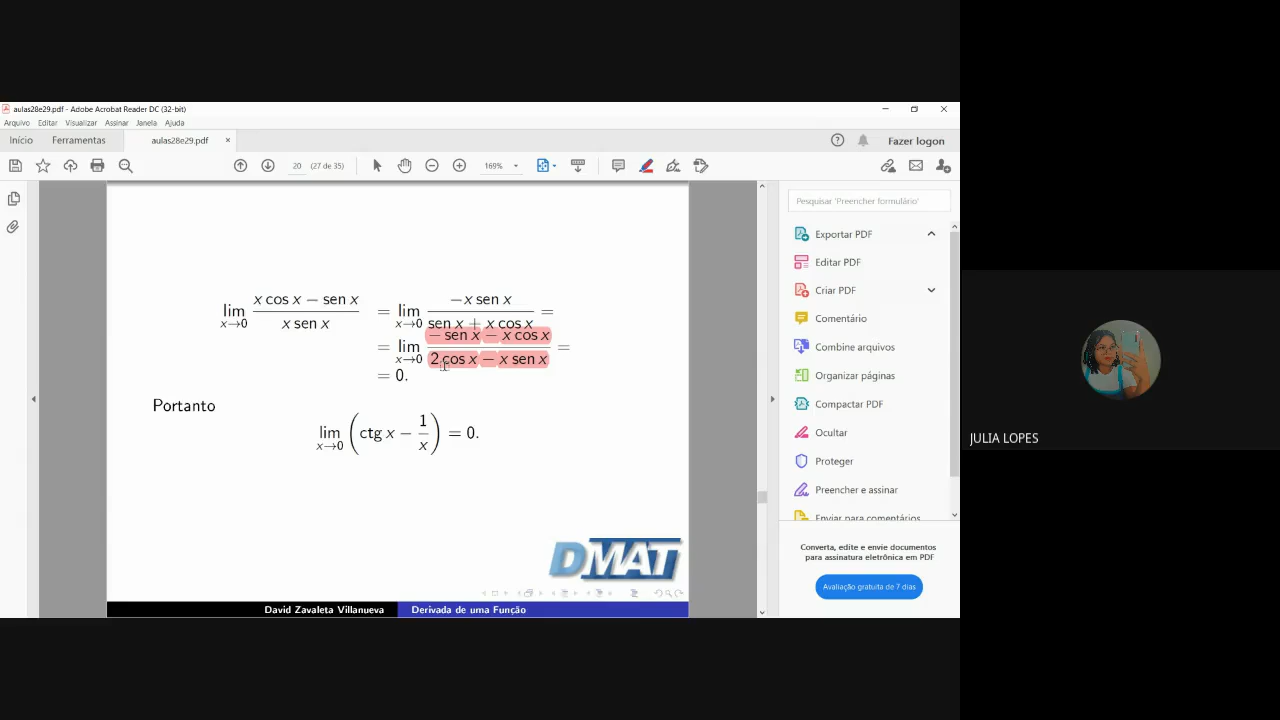 aulas28e29.pdf - Adobe Acrobat Reader DC (32-bit)
Arquivo Editar Visualizar Assinar Janela Ajuda
Início Ferramentas aulas28e29.pdf × Fazer logon
20 (27 de 35) 169%
Pesquisar 'Preencher formulário'
Exportar PDF
Editar PDF
Criar PDF
Comentário
Combine arquivos
Organizar páginas
Compactar PDF
Ocultar
Proteger
Preencher e assinar
Enviar para comentários
Converta, edite e envie documentos
para assinatura eletrônica em PDF
Avaliação gratuita de 7 dias
lim x→0 (x cos x − sen x)/(x sen x) = lim x→0 (−x sen x)/(sen x + x cos x) =
= lim x→0 (− sen x − x cos x)/(2 cos x − x sen x) =
= 0.
Portanto
lim x→0 (ctg x − 1/x) = 0.
DMAT
David Zavaleta Villanueva Derivada de uma Função
JULIA LOPES